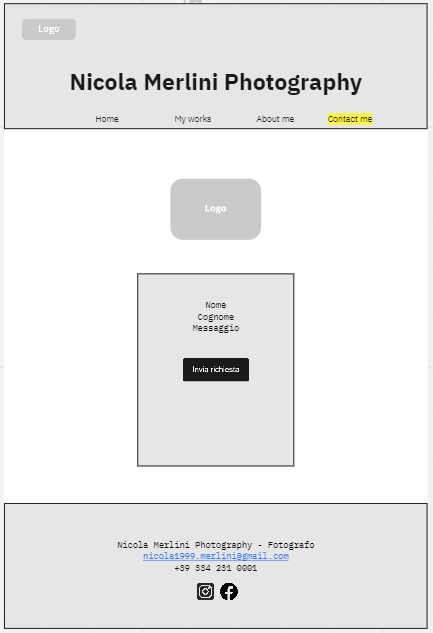 Logo
Nicola Merlini Photography
Home My works About me Contact me
Logo
Nome
Cognome
Messaggio
Invia richiesta
Nicola Merlini Photography - Fotografo
nicola1999.merlini@gmail.com
+39 334 231 0001